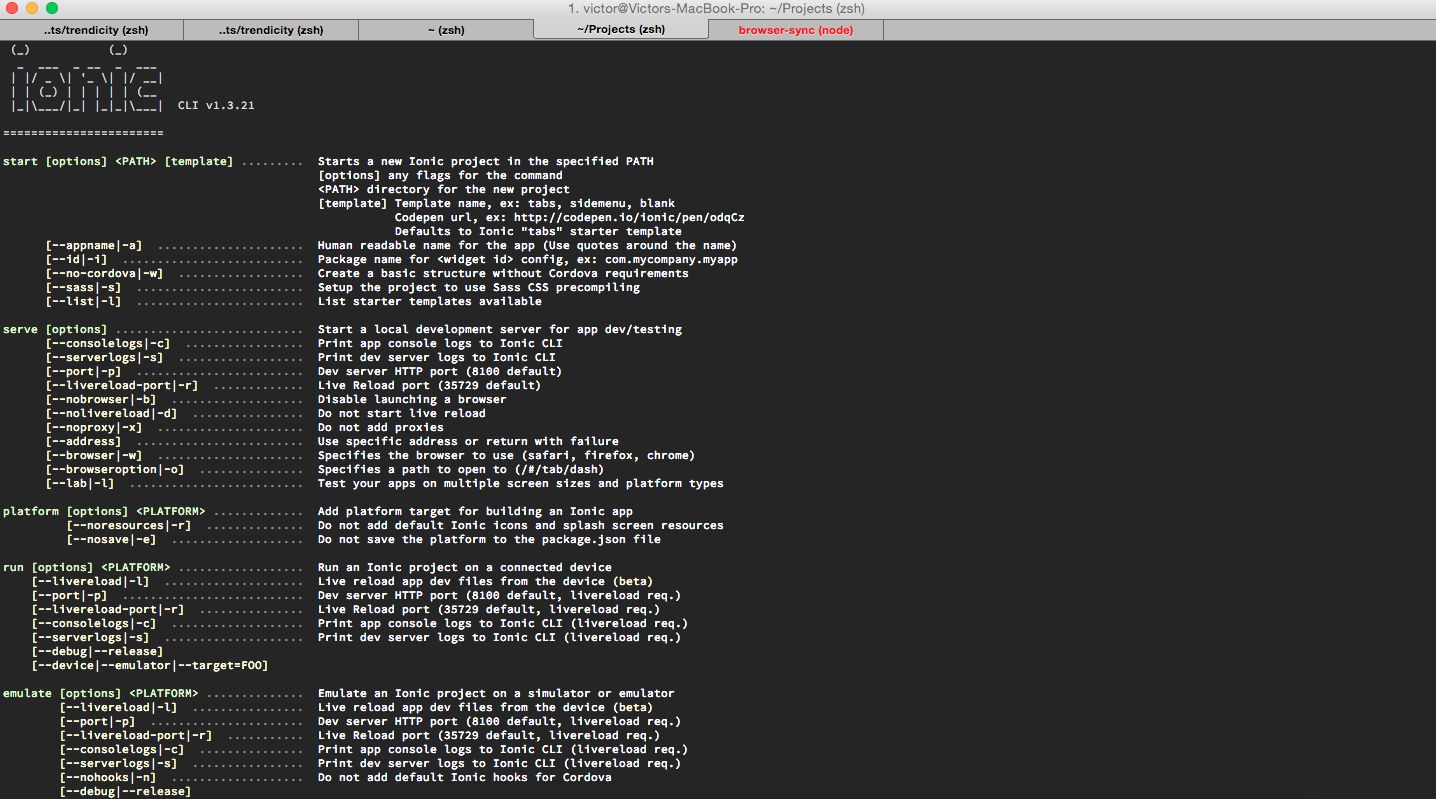 1. victor@Victors-MacBook-Pro: ~/Projects (zsh)
..ts/trendicity (zsh) ..ts/trendicity (zsh) ~ (zsh) ~/Projects (zsh) browser-sync (node)
 (_)           (_)
  _  ___  _ __  _  ___
 | |/ _ \| '_ \| |/ __|
 | | (_) | | | | | (__
 |_|\___/|_| |_|_|\___|  CLI v1.3.21
=======================
start [options] <PATH> [template] .........  Starts a new Ionic project in the specified PATH
                                             [options] any flags for the command
                                             <PATH> directory for the new project
                                             [template] Template name, ex: tabs, sidemenu, blank
                                                        Codepen url, ex: http://codepen.io/ionic/pen/odqCz
                                                        Defaults to Ionic "tabs" starter template
      [--appname|-a]  .....................  Human readable name for the app (Use quotes around the name)
      [--id|-i]  ..........................  Package name for <widget id> config, ex: com.mycompany.myapp
      [--no-cordova|-w]  ..................  Create a basic structure without Cordova requirements
      [--sass|-s]  ........................  Setup the project to use Sass CSS precompiling
      [--list|-l]  ........................  List starter templates available
serve [options] ...........................  Start a local development server for app dev/testing
      [--consolelogs|-c]  .................  Print app console logs to Ionic CLI
      [--serverlogs|-s]  ..................  Print dev server logs to Ionic CLI
      [--port|-p]  ........................  Dev server HTTP port (8100 default)
      [--livereload-port|-r]  .............  Live Reload port (35729 default)
      [--nobrowser|-b]  ...................  Disable launching a browser
      [--nolivereload|-d]  ................  Do not start live reload
      [--noproxy|-x]  .....................  Do not add proxies
      [--address]  ........................  Use specific address or return with failure
      [--browser|-w]  .....................  Specifies the browser to use (safari, firefox, chrome)
      [--browseroption|-o]  ...............  Specifies a path to open to (/#/tab/dash)
      [--lab|-l]  .........................  Test your apps on multiple screen sizes and platform types
platform [options] <PLATFORM> .............  Add platform target for building an Ionic app
         [--noresources|-r]  ..............  Do not add default Ionic icons and splash screen resources
         [--nosave|-e]  ...................  Do not save the platform to the package.json file
run [options] <PLATFORM> ..................  Run an Ionic project on a connected device
    [--livereload|-l]  ....................  Live reload app dev files from the device (beta)
    [--port|-p]  ..........................  Dev server HTTP port (8100 default, livereload req.)
    [--livereload-port|-r]  ...............  Live Reload port (35729 default, livereload req.)
    [--consolelogs|-c]  ...................  Print app console logs to Ionic CLI (livereload req.)
    [--serverlogs|-s]  ....................  Print dev server logs to Ionic CLI (livereload req.)
    [--debug|--release]
    [--device|--emulator|--target=FOO]
emulate [options] <PLATFORM> ..............  Emulate an Ionic project on a simulator or emulator
        [--livereload|-l]  ................  Live reload app dev files from the device (beta)
        [--port|-p]  ......................  Dev server HTTP port (8100 default, livereload req.)
        [--livereload-port|-r]  ...........  Live Reload port (35729 default, livereload req.)
        [--consolelogs|-c]  ...............  Print app console logs to Ionic CLI (livereload req.)
        [--serverlogs|-s]  ................  Print dev server logs to Ionic CLI (livereload req.)
        [--nohooks|-n]  ...................  Do not add default Ionic hooks for Cordova
        [--debug|--release]